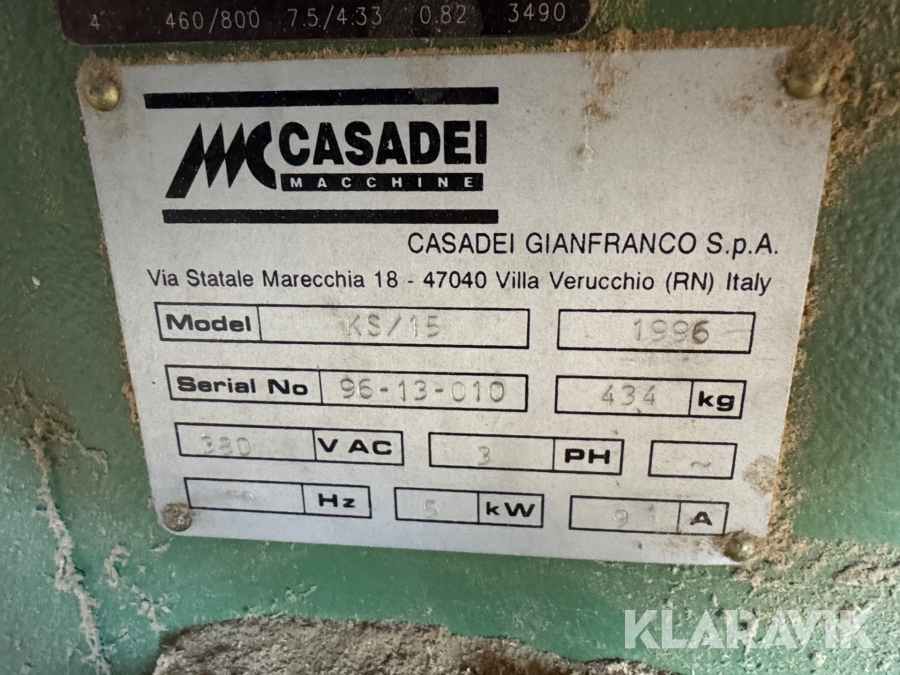 4 460/800 7.5/4.33 0.82 3490
CASADEI
MACCHINE
CASADEI GIANFRANCO S.p.A.
Via Statale Marecchia 18 - 47040 Villa Verucchio (RN) Italy
Model KS/15 1996
Serial No 96-13-010 434 kg
380 V AC 3 PH ~
Hz 5 kW A
KLARAVIK